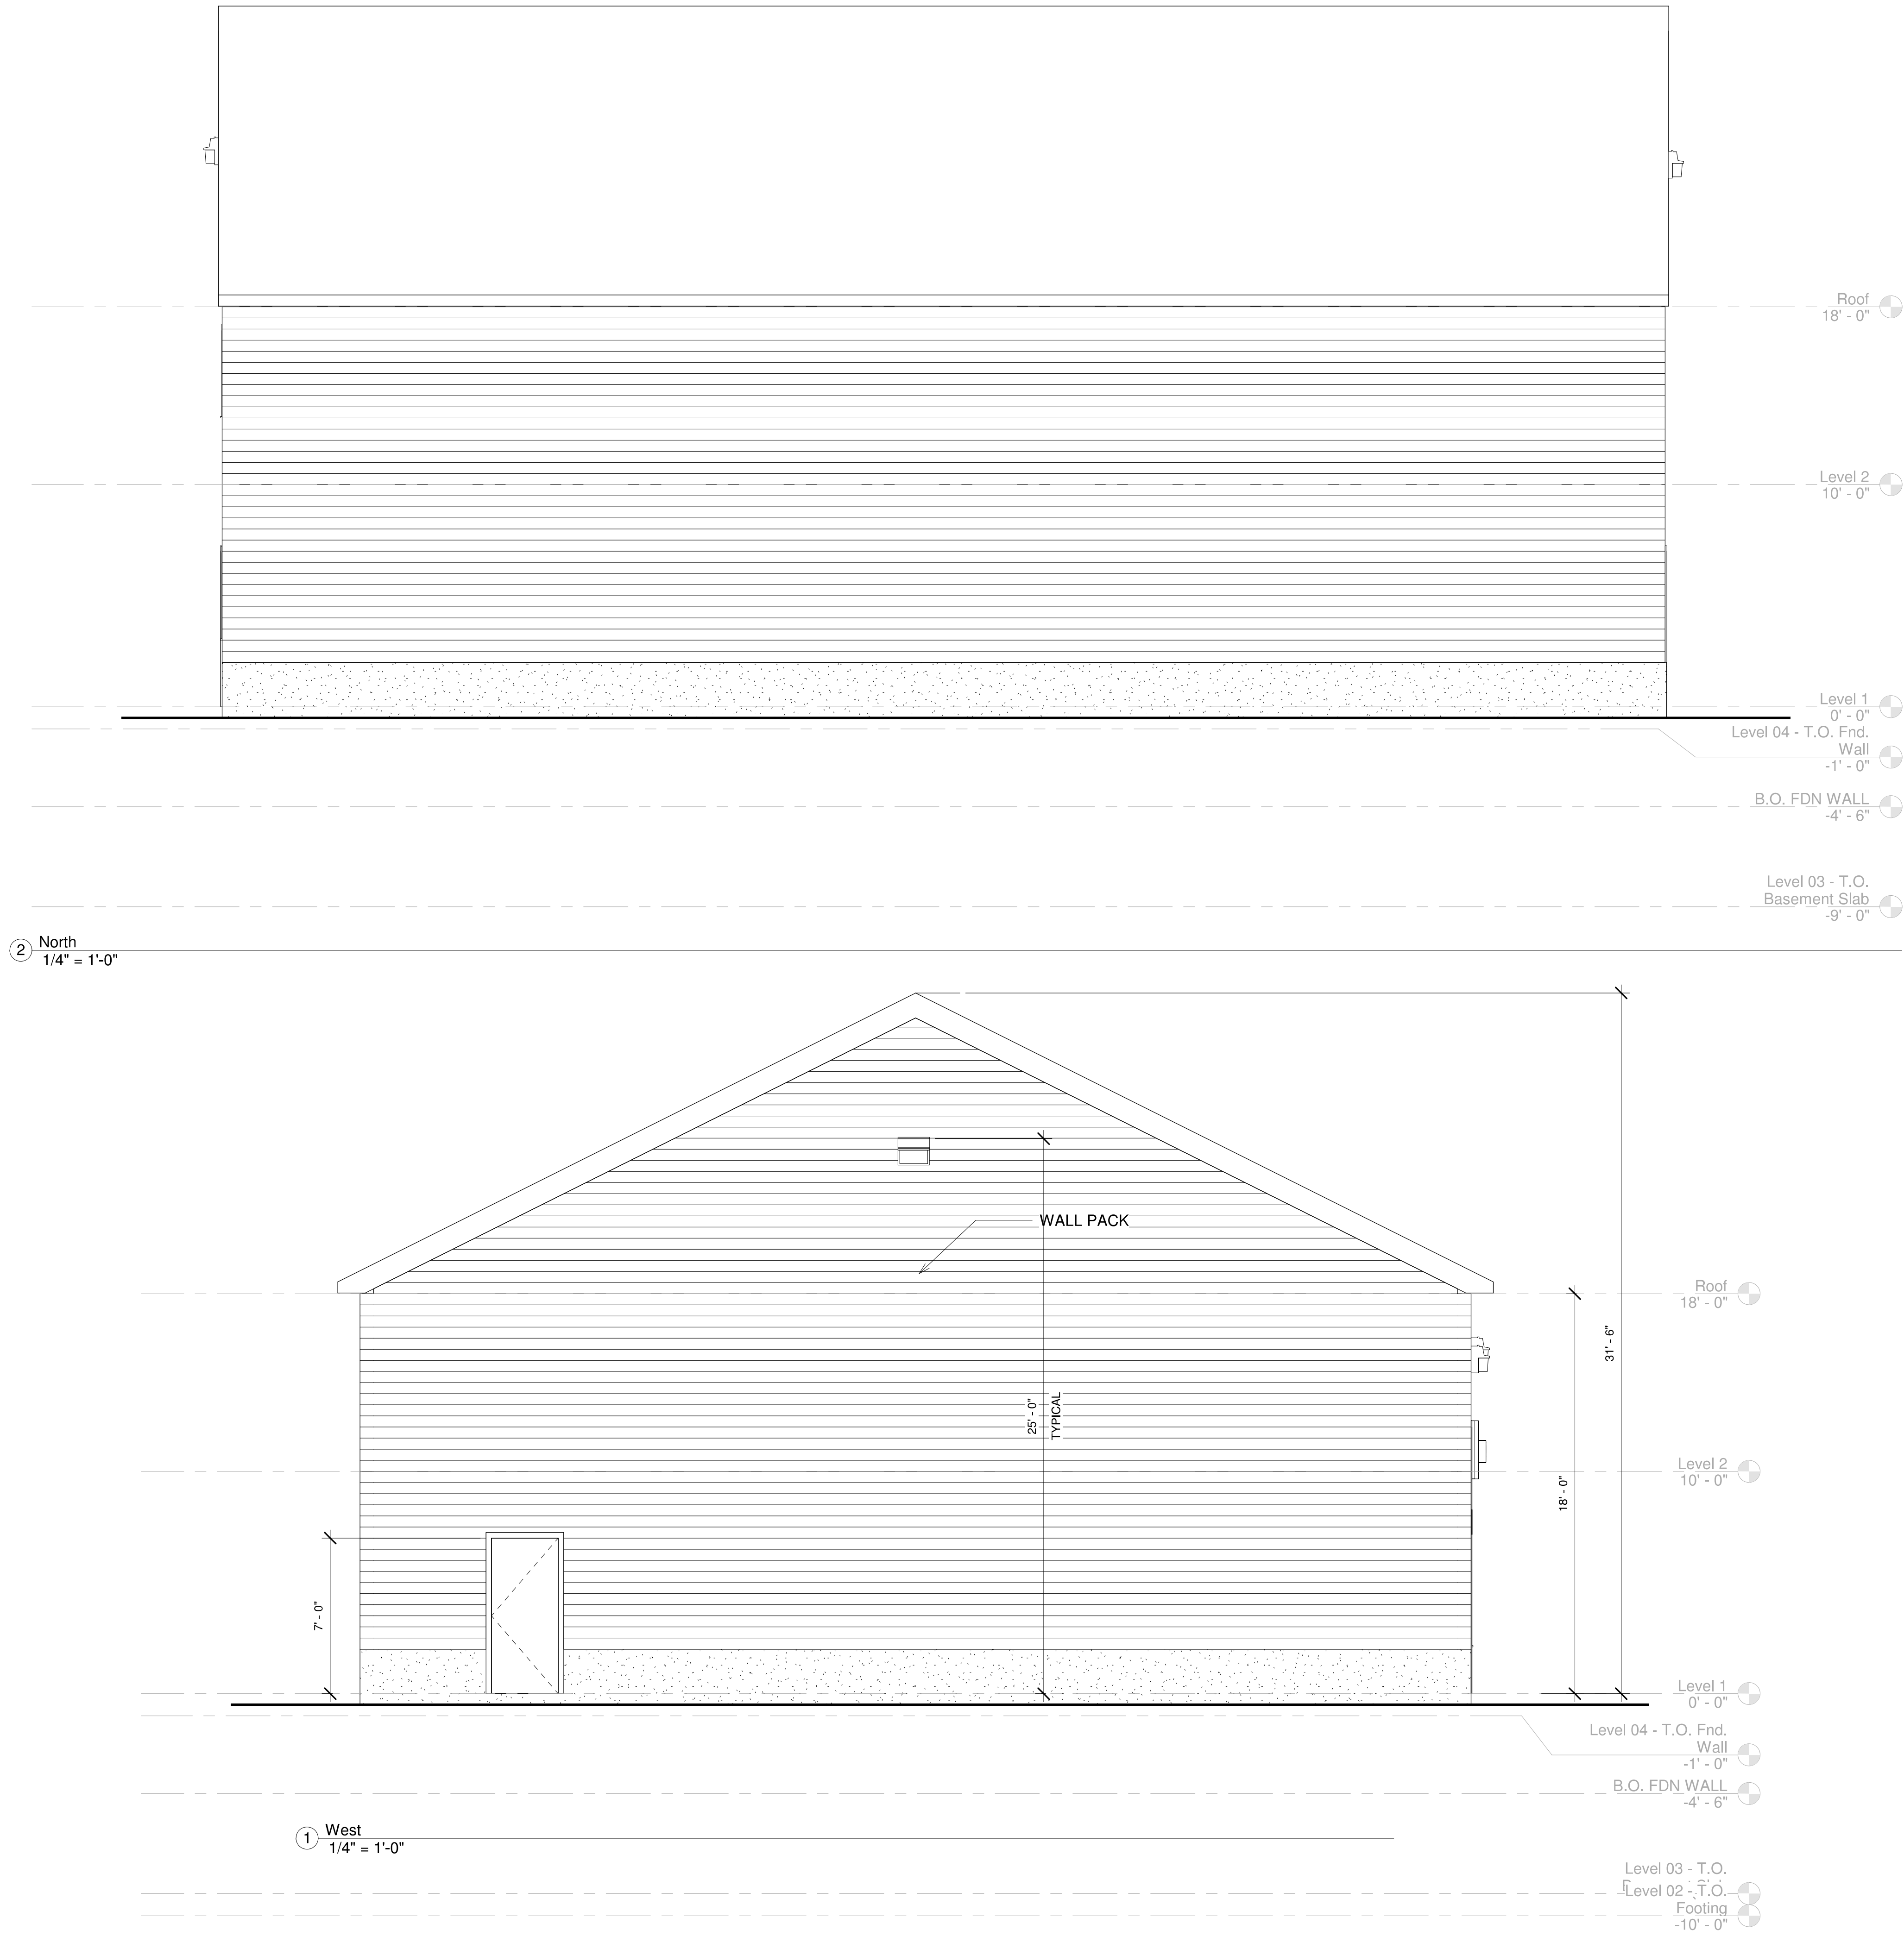 Roof
18' - 0"
Level 2
10' - 0"
Level 1
0' - 0"
Level 04 - T.O. Fnd.
Wall
-1' - 0"
B.O. FDN WALL
-4' - 6"
Level 03 - T.O.
Basement Slab
-9' - 0"
2
North
1/4" = 1'-0"
WALL PACK
Roof
18' - 0"
31' - 6"
25' - 0"
TYPICAL
Level 2
10' - 0"
18' - 0"
7' - 0"
Level 1
0' - 0"
Level 04 - T.O. Fnd.
Wall
-1' - 0"
B.O. FDN WALL
-4' - 6"
1
West
1/4" = 1'-0"
Level 03 - T.O.
Level 02 - T.O.
Footing
-10' - 0"